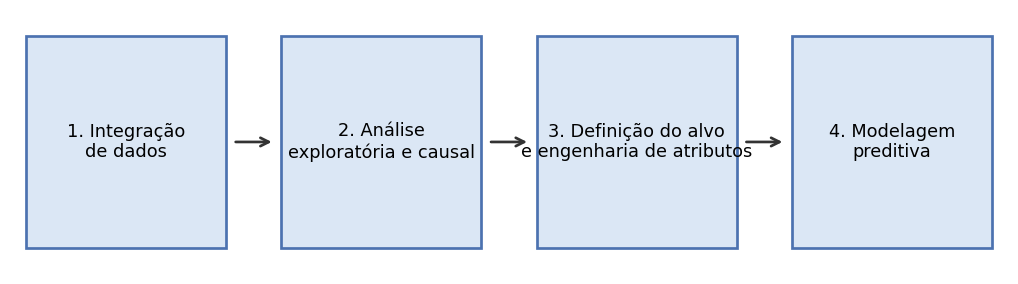 1. Integração
de dados
2. Análise
exploratória e causal
3. Definição do alvo
e engenharia de atributos
4. Modelagem
preditiva